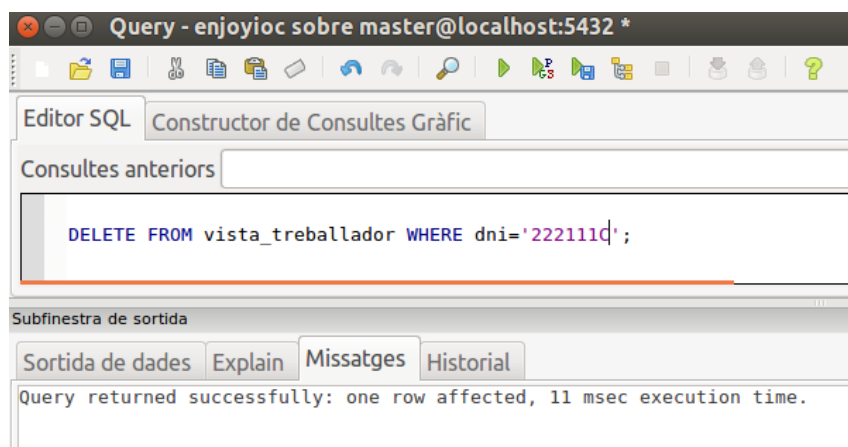 Query - enjoyioc sobre master@localhost:5432 *
Editor SQL Constructor de Consultes Gràfic
Consultes anteriors
DELETE FROM vista_treballador WHERE dni='222111C';
Subfinestra de sortida
Sortida de dades Explain Missatges Historial
Query returned successfully: one row affected, 11 msec execution time.